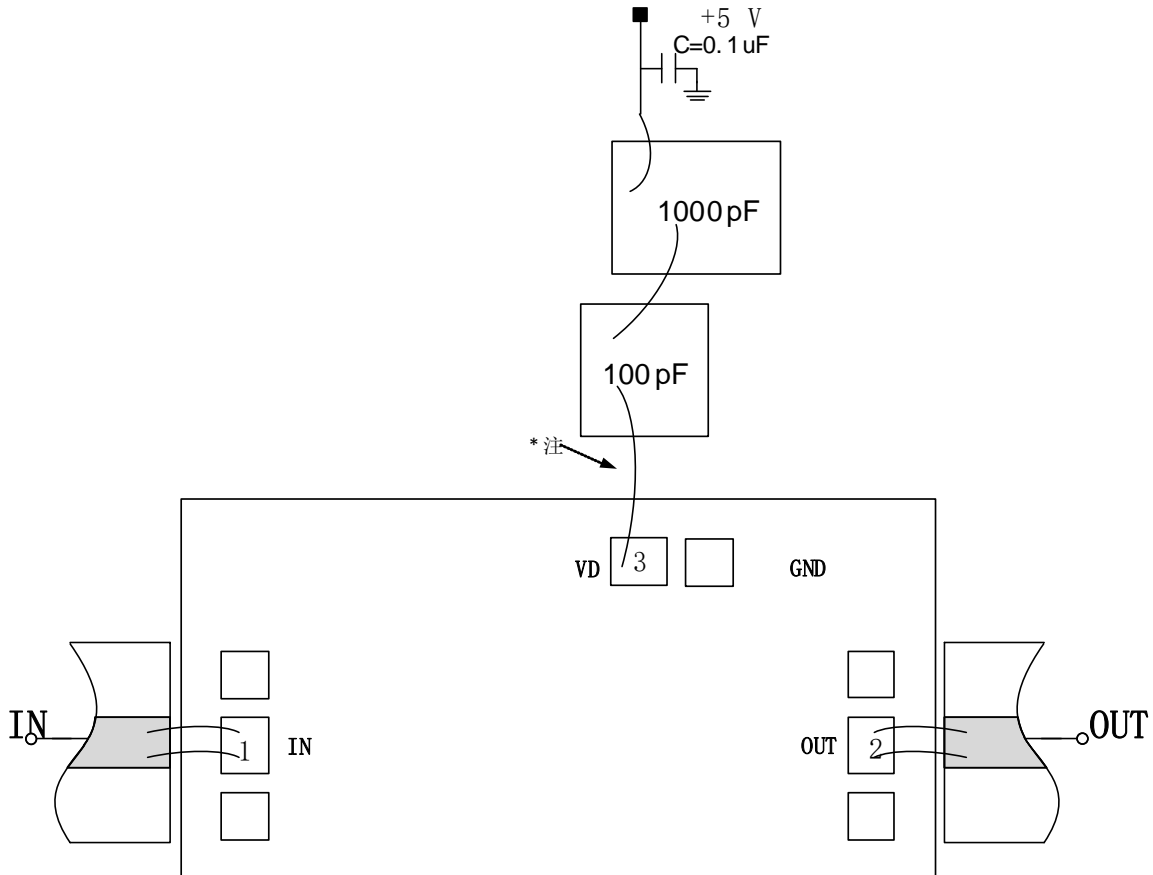 +5 V
C=0.1uF
1000pF
100pF
*注
VD 3 GND
IN 1 IN OUT 2 OUT